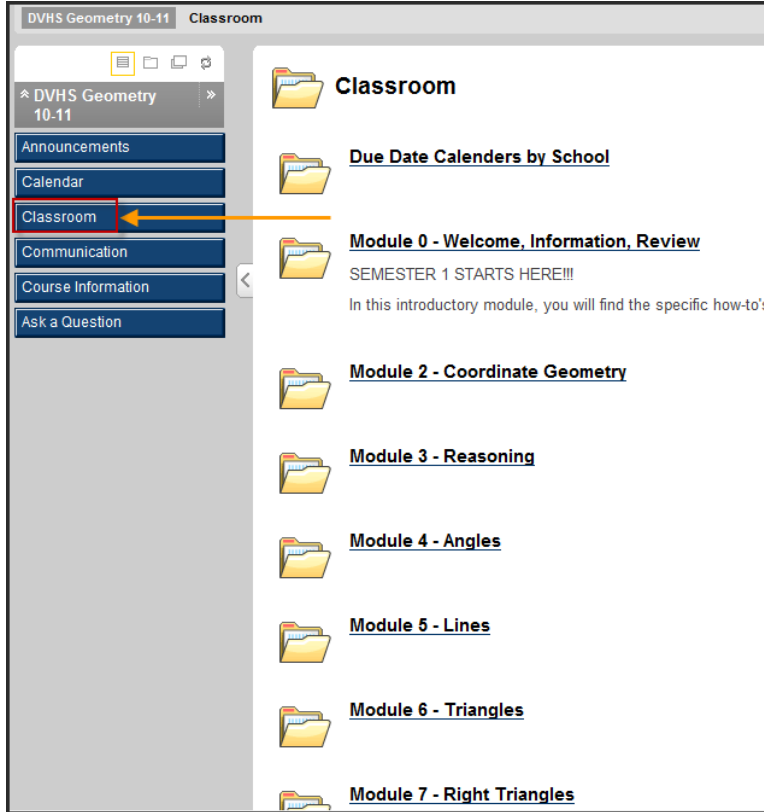 DVHS Geometry 10-11 Classroom
DVHS Geometry
10-11
Announcements
Calendar
Classroom
Communication
Course Information
Ask a Question
Classroom
Due Date Calenders by School
Module 0 - Welcome, Information, Review
SEMESTER 1 STARTS HERE!!!
In this introductory module, you will find the specific how-to's
Module 2 - Coordinate Geometry
Module 3 - Reasoning
Module 4 - Angles
Module 5 - Lines
Module 6 - Triangles
Module 7 - Right Triangles